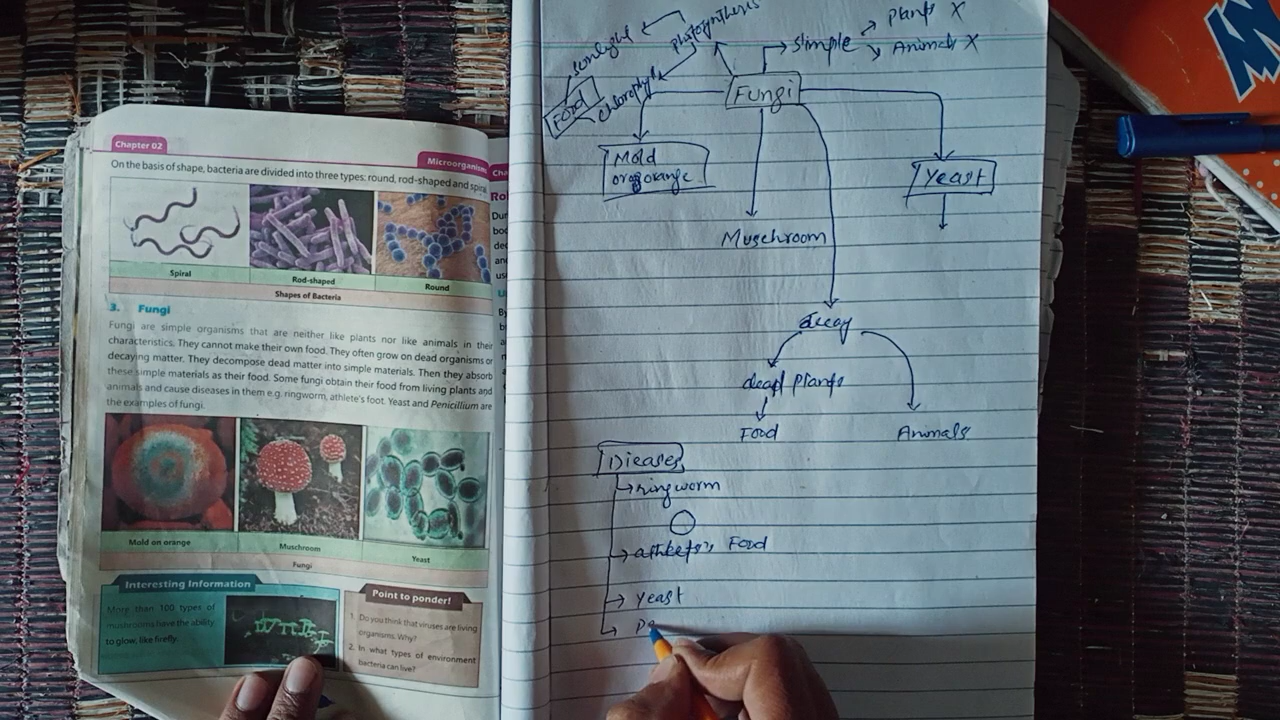 Chapter 02
Microorganisms
On the basis of shape, bacteria are divided into three types; round, rod-shaped and spiral
Spiral
Rod-shaped
Round
Shapes of Bacteria
3. Fungi
Fungi are simple organisms that are neither like plants nor like animals in their
characteristics. They cannot make their own food. They often grow on dead organisms or
decaying matter. They decompose dead matter into simple materials. Then they absorb
these simple materials as their food. Some fungi obtain their food from living plants and
animals and cause diseases in them e.g. ringworm, athlete's foot. Yeast and Penicillium are
the examples of fungi.
Mold on orange
Muschroom
Yeast
Fungi
Interesting Information
More than 100 types of
mushrooms have the ability
to glow, like firefly.
Point to ponder!
1. Do you think that viruses are living
organisms. Why?
2. In what types of environment
bacteria can live?
Photosynthesis
Sunlight
Chlorophyll
Food
Simple
Plants X
Animals X
Fungi
Mold
orange
Yeast
Muschroom
decay
dead Plants
Food
Animals
Dieases
ringworm
Food
Yeast